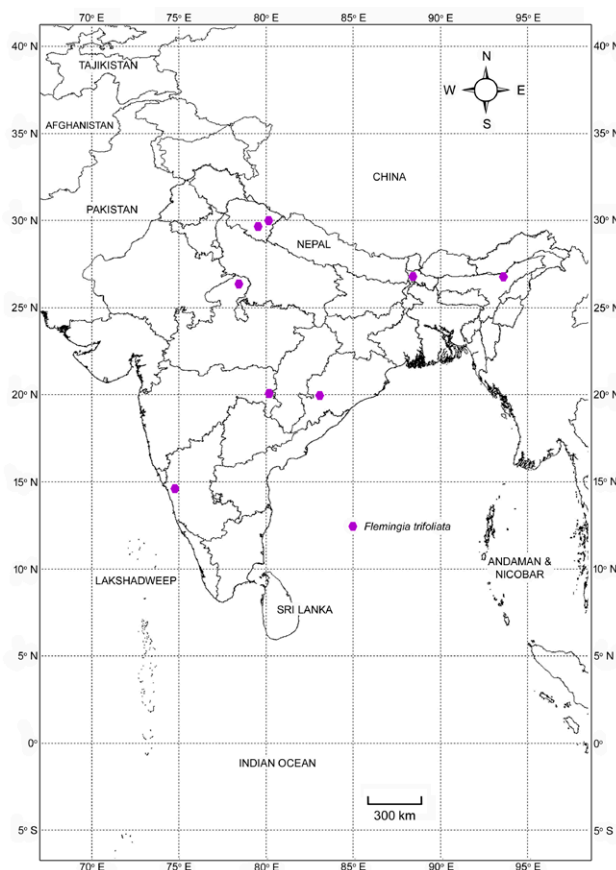 70° E 75° E 80° E 85° E 90° E 95° E
40° N
TAJIKISTAN
40° N
N
W E
S
AFGHANISTAN
35° N
35° N
CHINA
PAKISTAN
30° N
30° N
NEPAL
25° N
25° N
20° N
20° N
15° N
15° N
Flemingia trifoliata
10° N
LAKSHADWEEP
ANDAMAN &
NICOBAR
10° N
SRI LANKA
5° N
5° N
0°
0°
INDIAN OCEAN
300 km
5° S
5° S
70° E 75° E 80° E 85° E 90° E 95° E